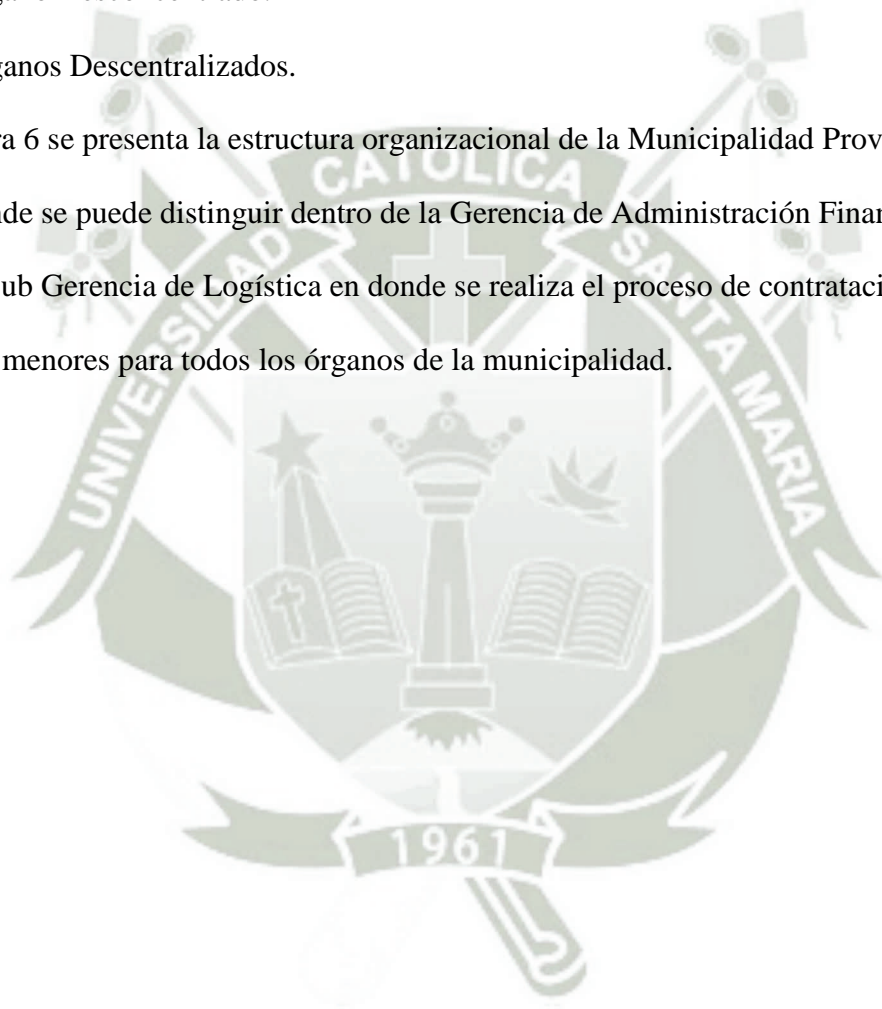 ganos Descentralizados.
ra 6 se presenta la estructura organizacional de la Municipalidad Prov
nde se puede distinguir dentro de la Gerencia de Administración Finan
ub Gerencia de Logística en donde se realiza el proceso de contrataci
menores para todos los órganos de la municipalidad.
UNIVERSIDAD CATOLICA SANTA MARIA
1961